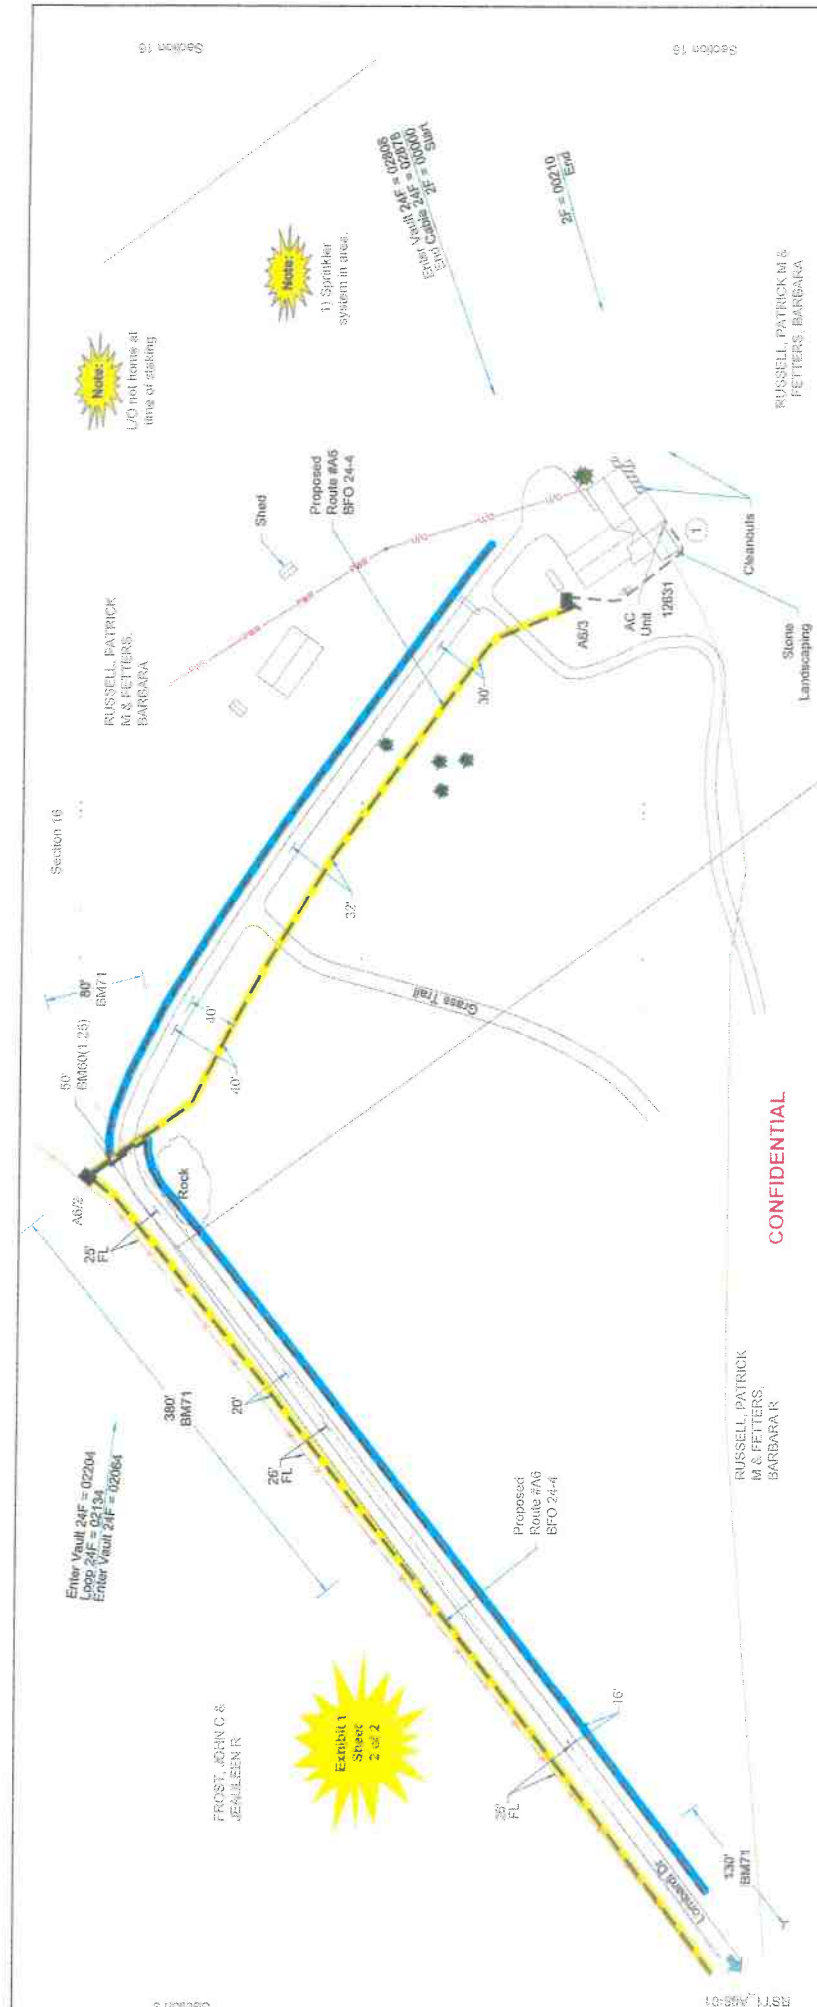 Section 16
Section 16
Note:
L/O not home at
time of staking
Note:
1) Sprinkler
system in area.
Enter Vault 24F = 02806
End Cable 24F = 02876
2F = 00000
Start
2F = 00210
End
RUSSELL, PATRICK M &
FETTERS, BARBARA
Shed
Proposed
Route #A6
BFO 24-4
RUSSELL, PATRICK
M & FETTERS,
BARBARA
Cleanouts
1
AC
Unit
12631
A6/3
Stone
Landscaping
30'
Section 16
32'
80'
BM71
Grass Trail
40'
40'
50'
BM60(1.25)
A6/2
Rock
25'
FL
CONFIDENTIAL
380'
BM71
20'
26'
FL
Enter Vault 24F = 02204
Loop 24F = 02134
Enter Vault 24F = 02064
RUSSELL, PATRICK
M & FETTERS,
BARBARA R
Proposed
Route #A6
BFO 24-4
FROST, JOHN C &
JEAULEEN R
Exhibit 1
Sheet
2 of 2
16'
25'
FL
Lombardi Dr
130'
BM71